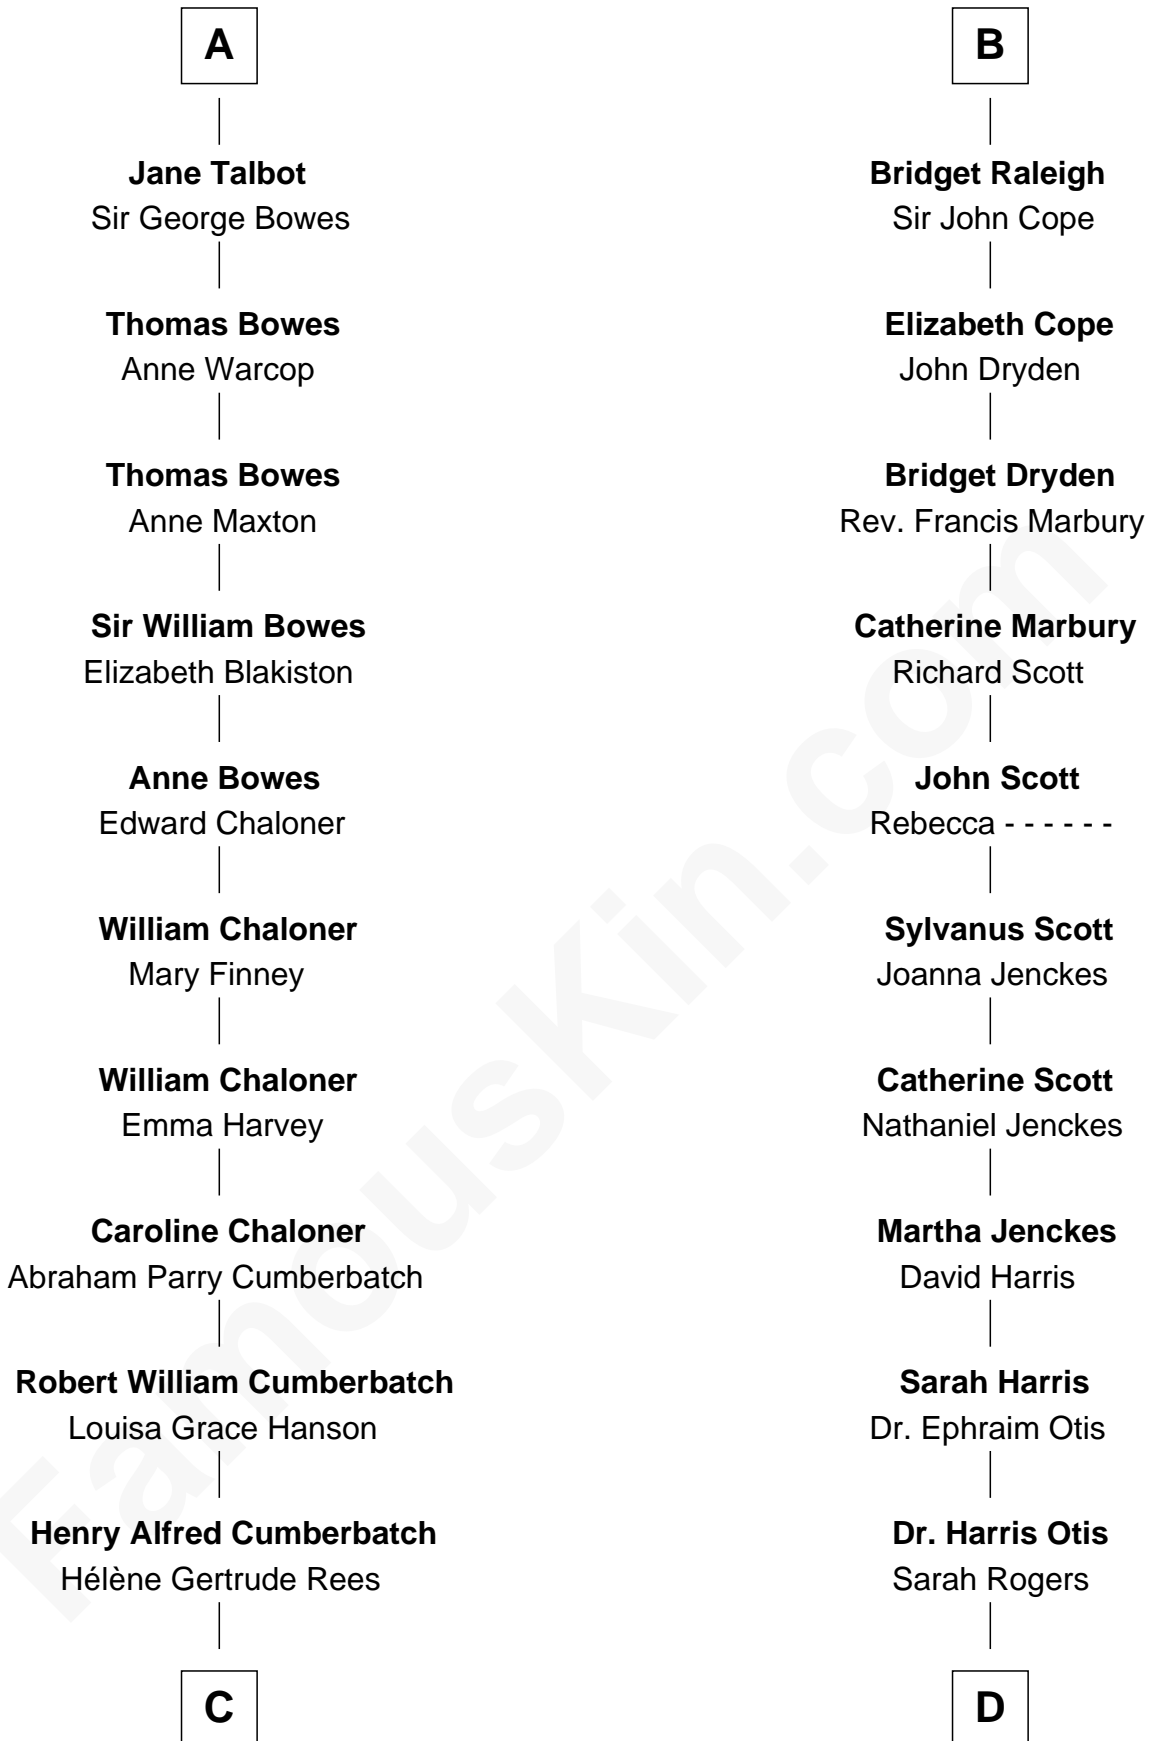 A
Jane Talbot
Sir George Bowes
Thomas Bowes
Anne Warcop
Thomas Bowes
Anne Maxton
Sir William Bowes
Elizabeth Blakiston
Anne Bowes
Edward Chaloner
William Chaloner
Mary Finney
William Chaloner
Emma Harvey
Caroline Chaloner
Abraham Parry Cumberbatch
Robert William Cumberbatch
Louisa Grace Hanson
Henry Alfred Cumberbatch
Hélène Gertrude Rees
C
B
Bridget Raleigh
Sir John Cope
Elizabeth Cope
John Dryden
Bridget Dryden
Rev. Francis Marbury
Catherine Marbury
Richard Scott
John Scott
Rebecca - - - - - -
Sylvanus Scott
Joanna Jenckes
Catherine Scott
Nathaniel Jenckes
Martha Jenckes
David Harris
Sarah Harris
Dr. Ephraim Otis
Dr. Harris Otis
Sarah Rogers
D
FamousKin.com